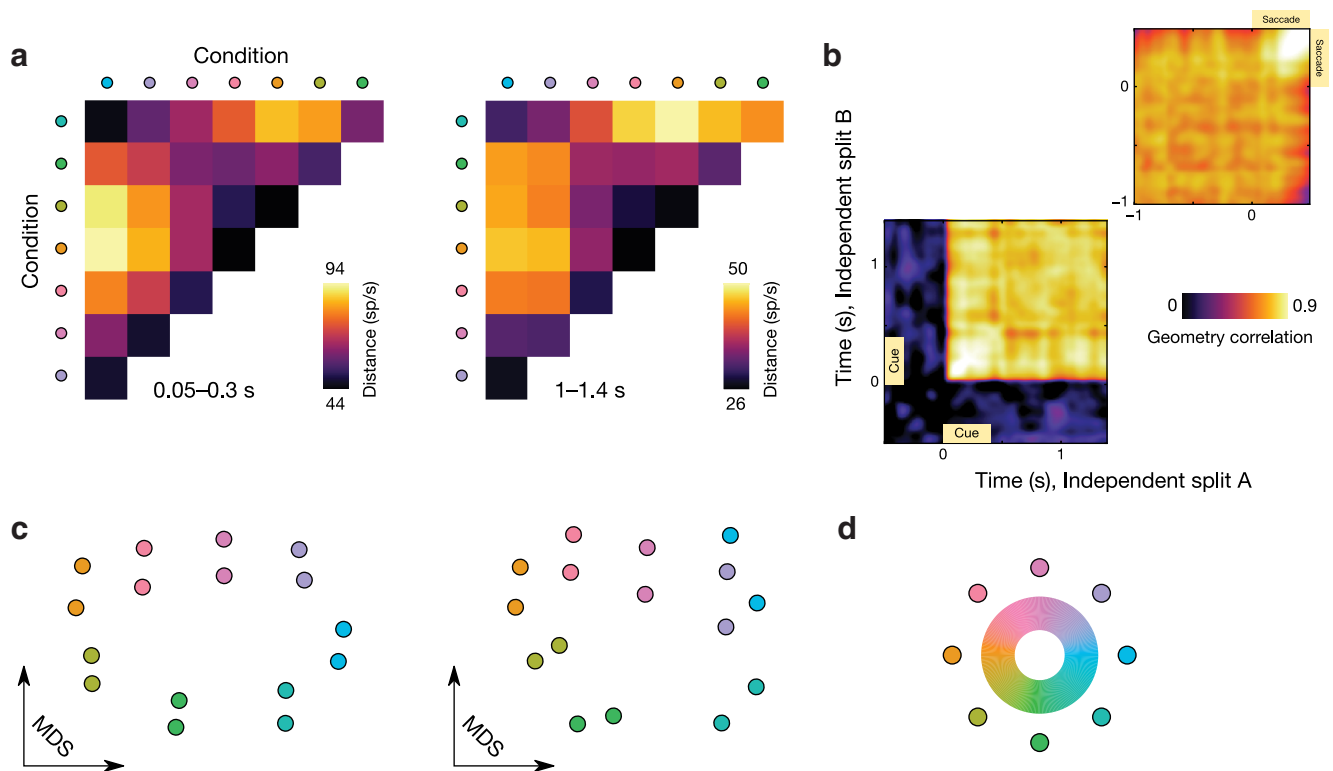 a
Condition
Condition
0.05–0.3 s
94
Distance (sp/s)
44
1–1.4 s
50
Distance (sp/s)
26
b
Saccade
Saccade
0
−1
−1
0
Time (s), Independent split B
1
0
Cue
Cue
0
1
Time (s), Independent split A
0
0.9
Geometry correlation
c
MDS
MDS
d